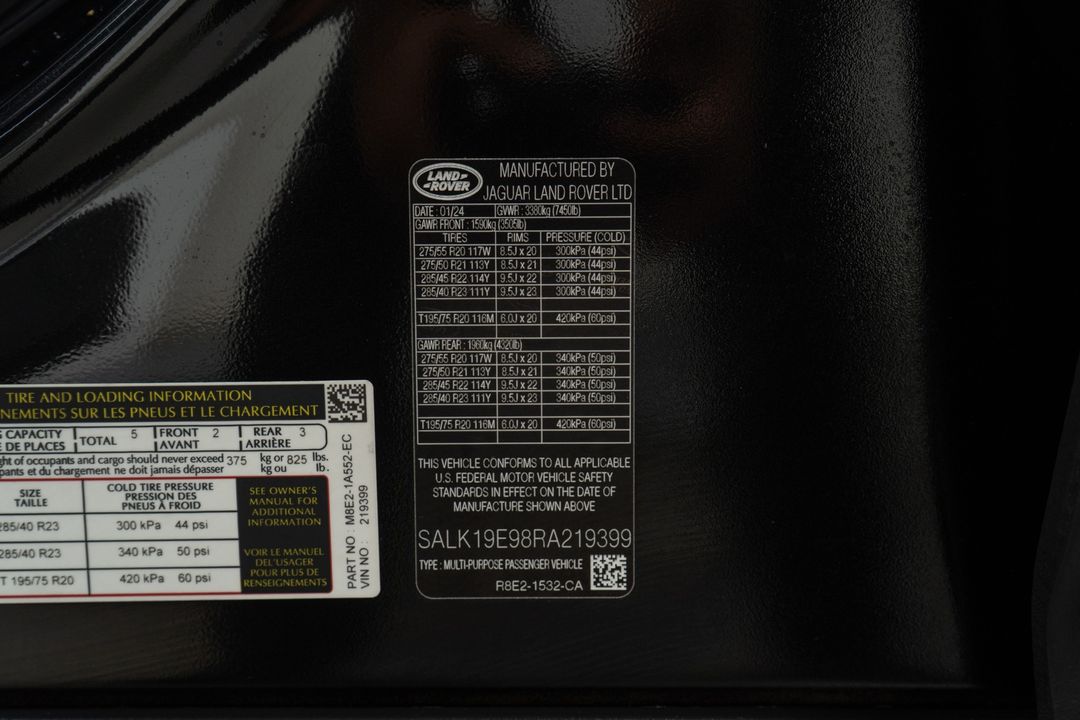 LAND
ROVER
MANUFACTURED BY
JAGUAR LAND ROVER LTD
DATE : 01/24 GVWR : 3380kg (7450lb)
GAWR FRONT : 1590kg (3505lb)
TIRES RIMS PRESSURE (COLD)
275/55 R20 117W 8.5J x 20 300kPa (44psi)
275/50 R21 113Y 8.5J x 21 300kPa (44psi)
285/45 R22 114Y 9.5J x 22 300kPa (44psi)
285/40 R23 111Y 9.5J x 23 300kPa (44psi)
T195/75 R20 116M 6.0J x 20 420kPa (60psi)
GAWR REAR : 1960kg (4320lb)
275/55 R20 117W 8.5J x 20 340kPa (50psi)
275/50 R21 113Y 8.5J x 21 340kPa (50psi)
285/45 R22 114Y 9.5J x 22 340kPa (50psi)
285/40 R23 111Y 9.5J x 23 340kPa (50psi)
T195/75 R20 116M 6.0J x 20 420kPa (60psi)
THIS VEHICLE CONFORMS TO ALL APPLICABLE
U.S. FEDERAL MOTOR VEHICLE SAFETY
STANDARDS IN EFFECT ON THE DATE OF
MANUFACTURE SHOWN ABOVE
SALK19E98RA219399
TYPE : MULTI-PURPOSE PASSENGER VEHICLE
R8E2-1532-CA
TIRE AND LOADING INFORMATION
NEMENTS SUR LES PNEUS ET LE CHARGEMENT
G CAPACITY TOTAL 5 FRONT 2 REAR 3
E DE PLACES AVANT ARRIÈRE
ght of occupants and cargo should never exceed 375 kg or 825 lbs.
pants et du chargement ne doit jamais dépasser kg ou lb.
SIZE
TAILLE
COLD TIRE PRESSURE
PRESSION DES
PNEUS À FROID
285/40 R23 300 kPa 44 psi
285/40 R23 340 kPa 50 psi
T 195/75 R20 420 kPa 60 psi
SEE OWNER'S
MANUAL FOR
ADDITIONAL
INFORMATION
VOIR LE MANUEL
DEL'USAGER
POUR PLUS DE
RENSEIGNEMENTS
PART NO : M8E2-1A552-EC
VIN NO : 219399